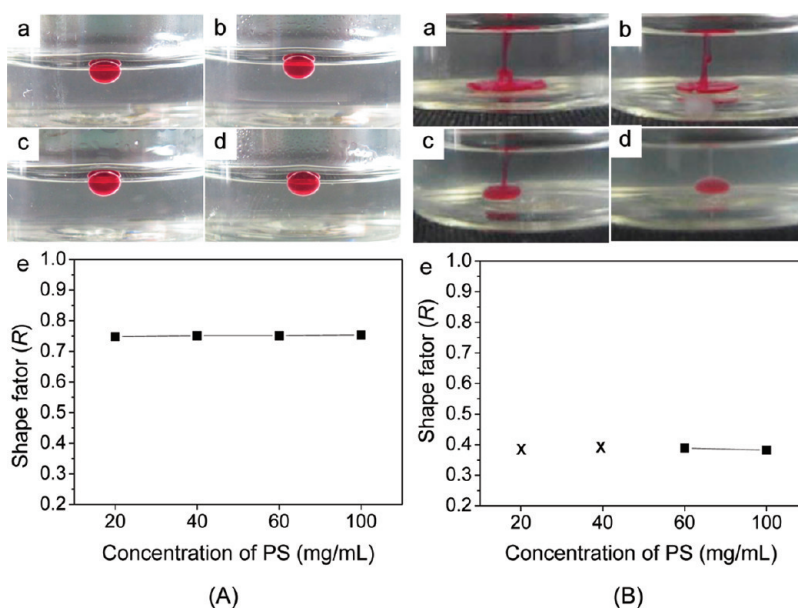 a b
c d
e
1.0
0.9
0.8
0.7
0.6
0.5
0.4
0.3
0.2
Shape fator (R)
20 40 60 100
Concentration of PS (mg/mL)
(A)
a b
c d
e
1.0
0.9
0.8
0.7
0.6
0.5
0.4
0.3
0.2
Shape fator (R)
x x
20 40 60 100
Concentration of PS (mg/mL)
(B)